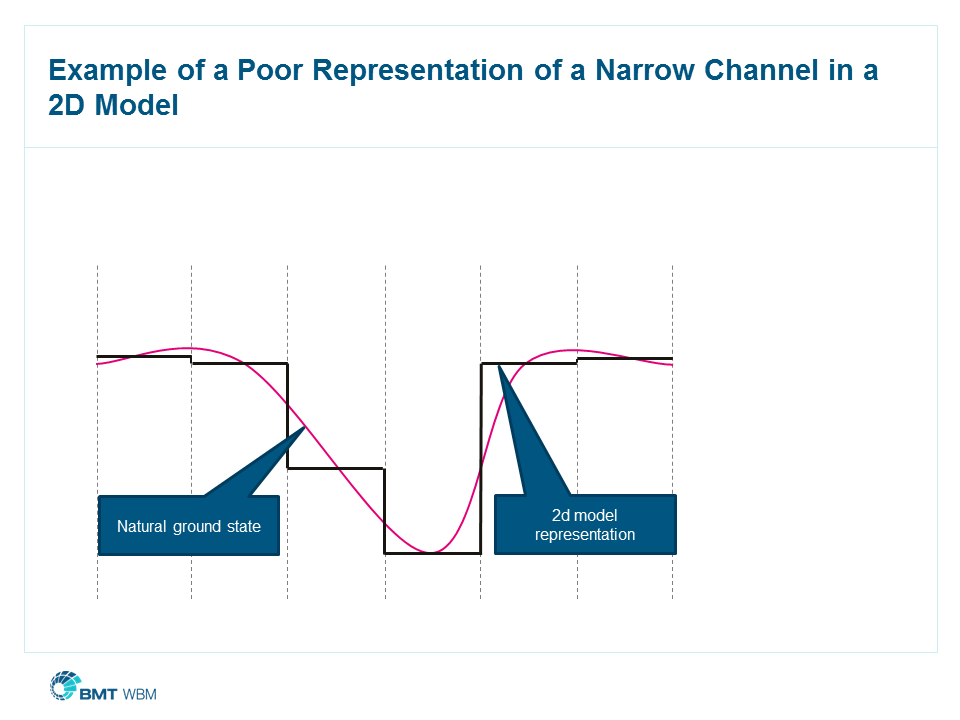 Example of a Poor Representation of a Narrow Channel in a
2D Model
Natural ground state
2d model
representation
BMT WBM